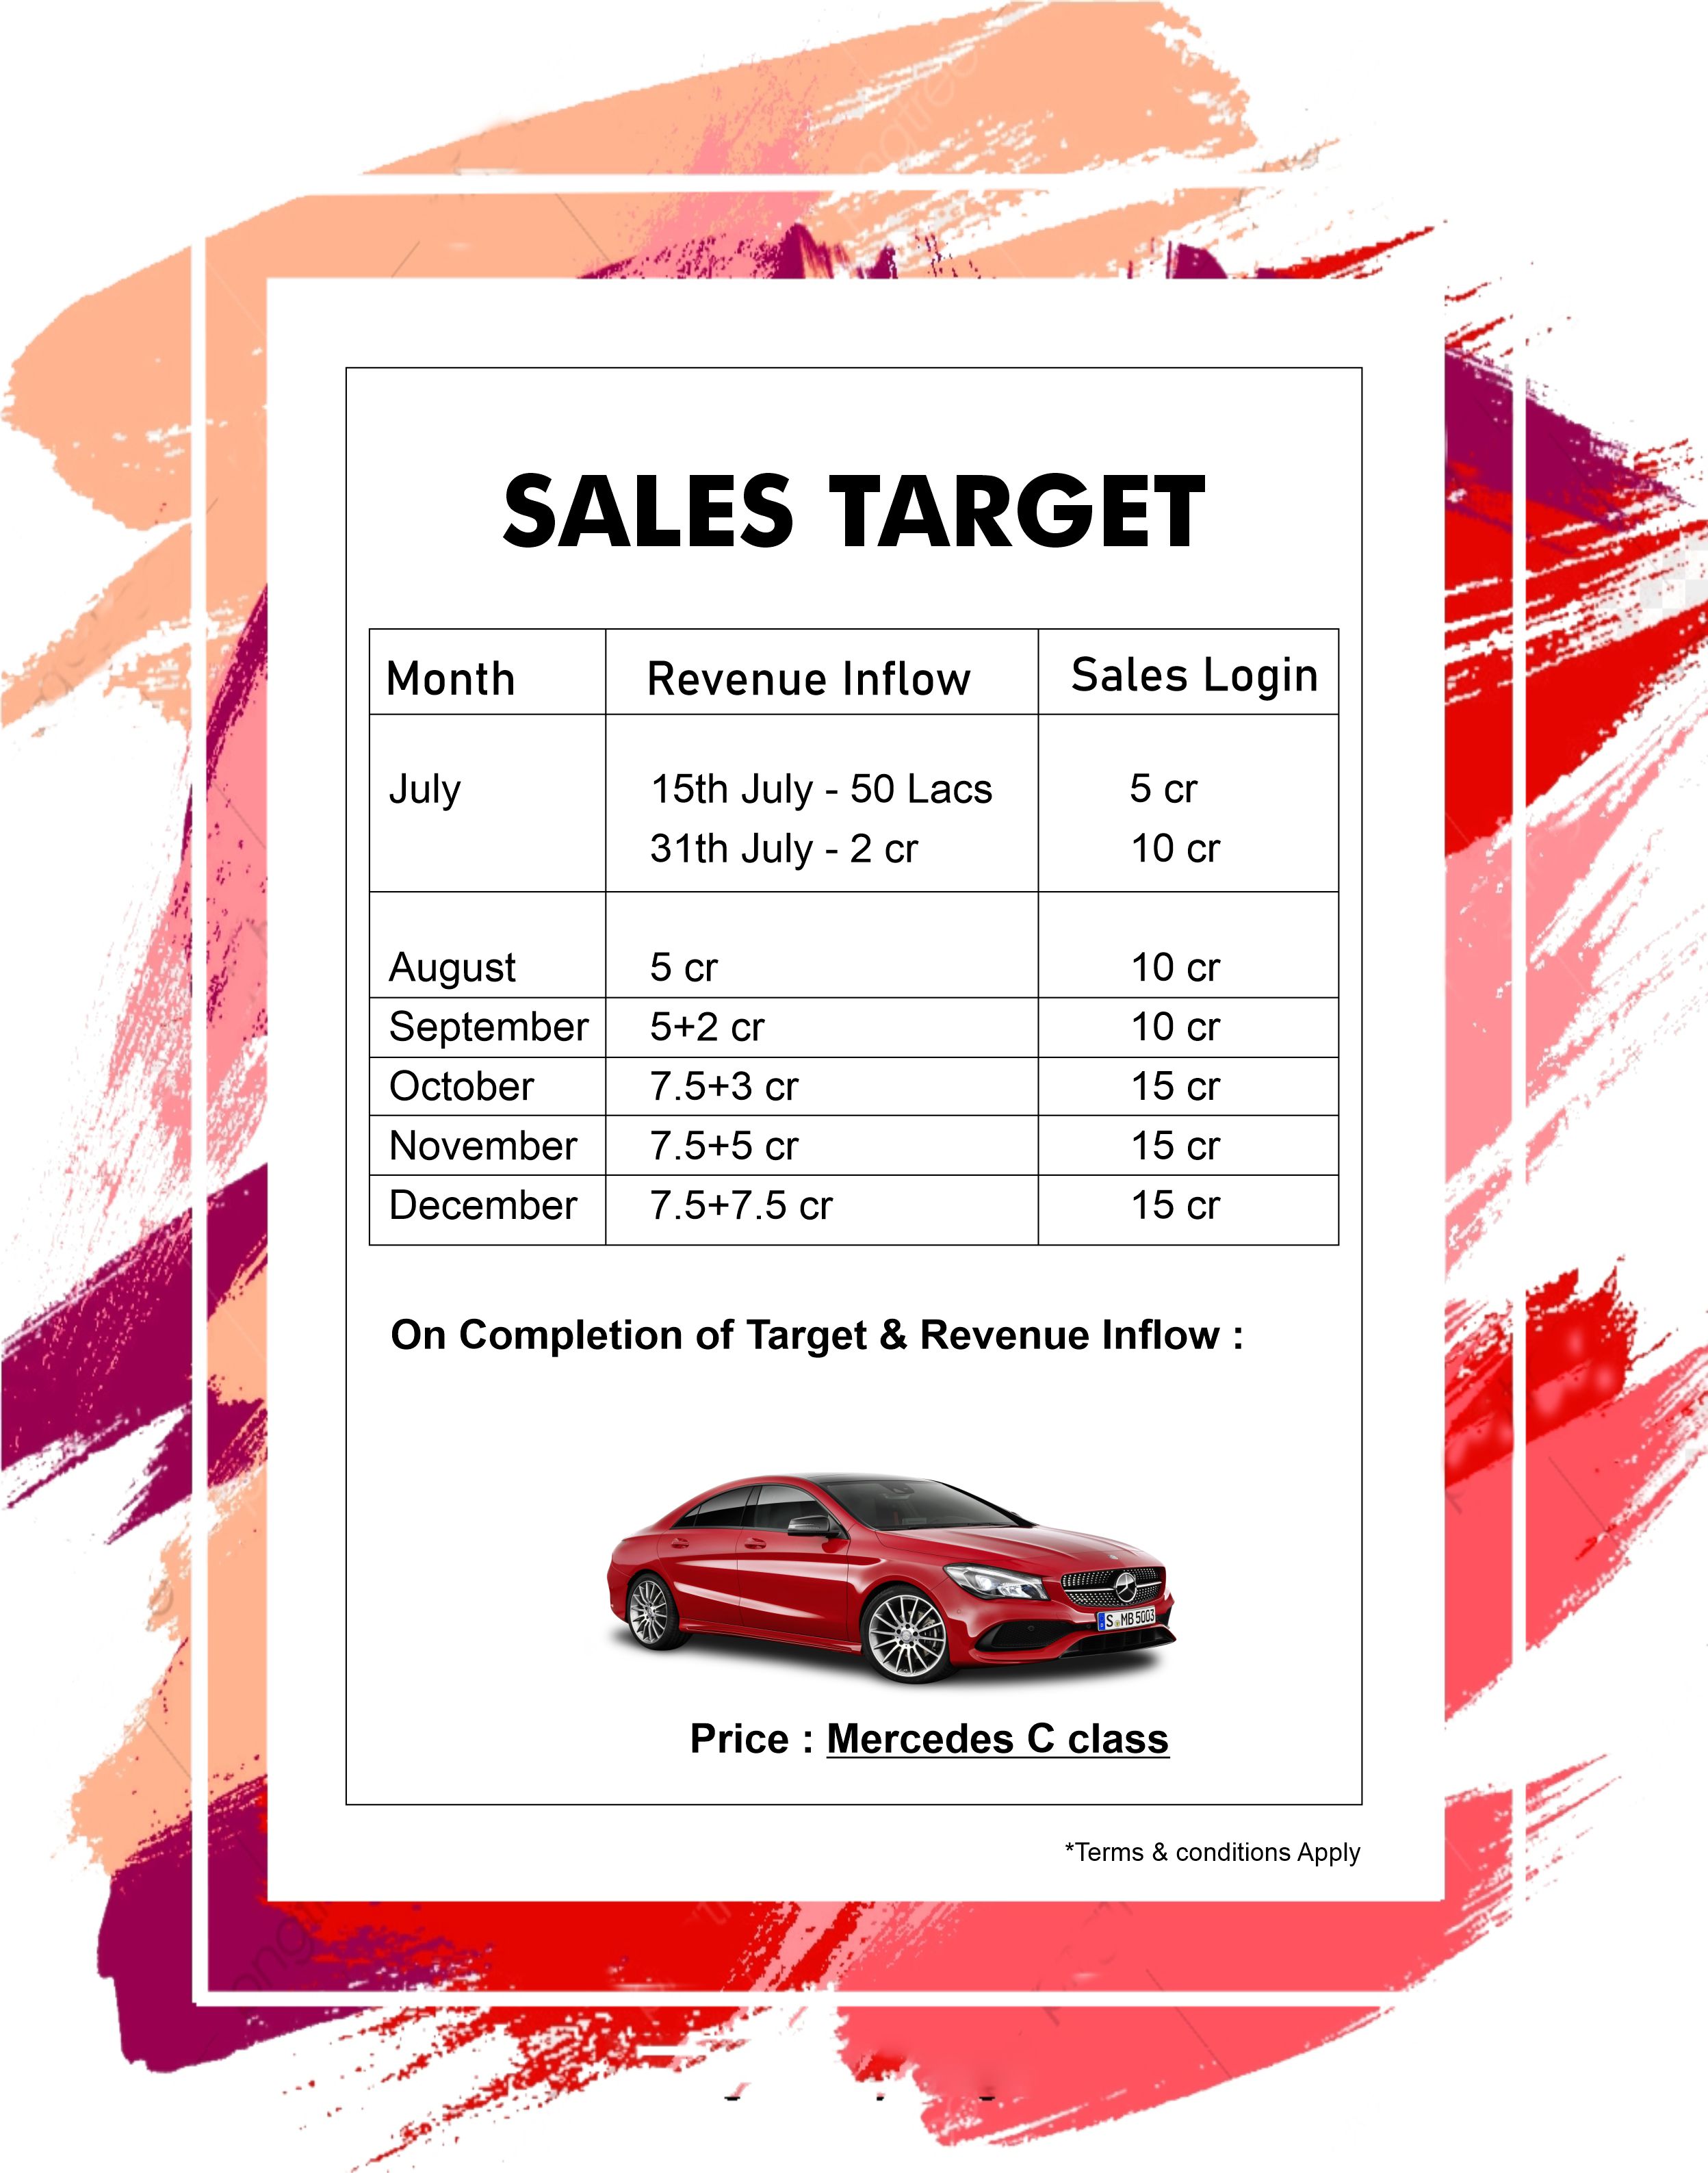 SALES TARGET
Month Revenue Inflow Sales Login
July 15th July - 50 Lacs 5 cr
31th July - 2 cr 10 cr
August 5 cr 10 cr
September 5+2 cr 10 cr
October 7.5+3 cr 15 cr
November 7.5+5 cr 15 cr
December 7.5+7.5 cr 15 cr
On Completion of Target & Revenue Inflow :
S MB 5003
Price : Mercedes C class
*Terms & conditions Apply